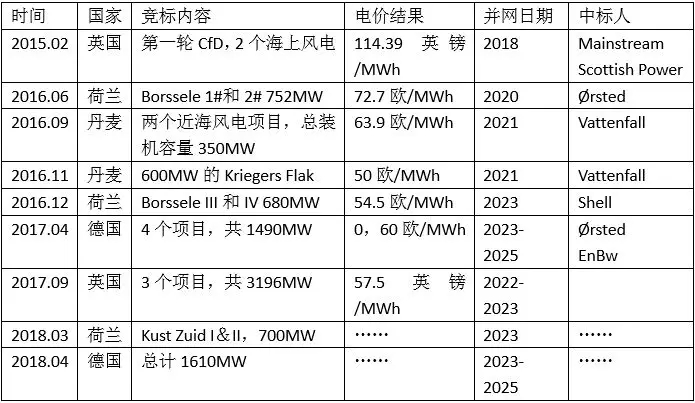 时间 国家 竞标内容 电价结果 并网日期 中标人
2015.02 英国 第一轮 CfD，2 个海上风电 114.39 英镑 2018 Mainstream
/MWh Scottish Power
2016.06 荷兰 Borssele 1#和 2# 752MW 72.7 欧/MWh 2020 Ørsted
2016.09 丹麦 两个近海风电项目，总装 63.9 欧/MWh 2021 Vattenfall
机容量 350MW
2016.11 丹麦 600MW 的 Kriegers Flak 50 欧/MWh 2021 Vattenfall
2016.12 荷兰 Borssele III 和 IV 680MW 54.5 欧/MWh 2023 Shell
2017.04 德国 4 个项目，共 1490MW 0，60 欧/MWh 2023- Ørsted
2025 EnBw
2017.09 英国 3 个项目，共 3196MW 57.5 英镑 2022-
/MWh 2023
2018.03 荷兰 Kust Zuid I＆II，700MW …… 2023 ……
2018.04 德国 总计 1610MW …… 2023- ……
2025